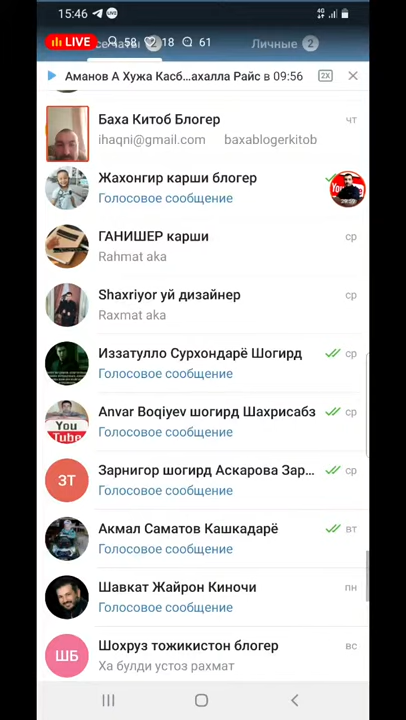 15:46
4G
LIVE 58 218 61
Личные 2
Аманов А Хужа Касб...ахалла Райс в 09:56 2X
Баха Китоб Блогер чт
ihaqni@gmail.com baxablogerkitob
Жахонгир карши блогер
Голосовое сообщение
ГАНИШЕР карши ср
Rahmat aka
Shaxriyor уй дизайнер ср
Raxmat aka
Иззатулло Сурхондарё Шогирд ср
Голосовое сообщение
Anvar Boqiyev шогирд Шахрисабз ср
Голосовое сообщение
You
Tube
Зарнигор шогирд Аскарова Зар... ср
ЗТ
Голосовое сообщение
Акмал Саматов Кашкадарё вт
Голосовое сообщение
Шавкат Жайрон Киночи пн
Голосовое сообщение
Шохруз тожикистон блогер вс
ШБ
Ха булди устоз рахмат